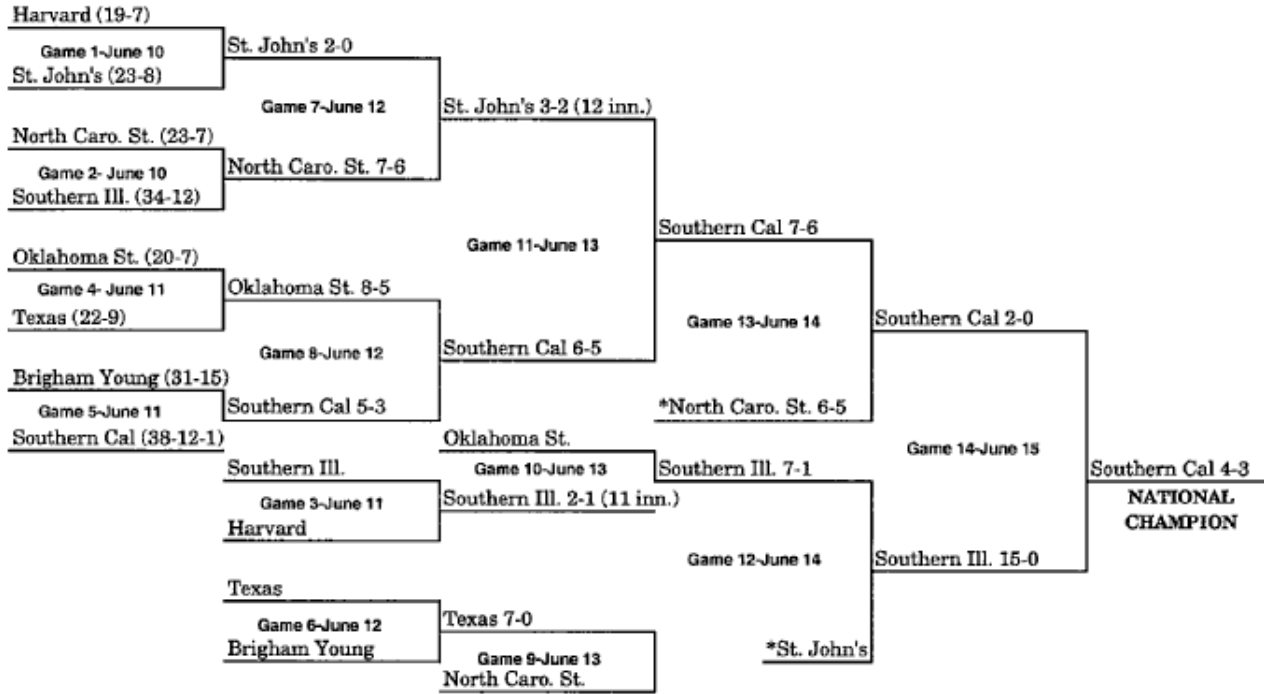 Harvard (19-7)
Game 1-June 10
St. John's (23-8)
St. John's 2-0
Game 7-June 12
North Caro. St. (23-7)
Game 2- June 10
Southern Ill. (34-12)
North Caro. St. 7-6
St. John's 3-2 (12 inn.)
Game 11-June 13
Oklahoma St. (20-7)
Game 4- June 11
Texas (22-9)
Oklahoma St. 8-5
Game 8-June 12
Brigham Young (31-15)
Game 5-June 11
Southern Cal (38-12-1)
Southern Cal 5-3
Southern Cal 6-5
Southern Cal 7-6
Game 13-June 14
*North Caro. St. 6-5
Southern Cal 2-0
Oklahoma St.
Game 10-June 13
Southern Ill.
Game 3-June 11
Harvard
Southern Ill. 2-1 (11 inn.)
Southern Ill. 7-1
Game 12-June 14
Texas
Game 6-June 12
Brigham Young
Texas 7-0
Game 9-June 13
North Caro. St.
*St. John's
Southern Ill. 15-0
Game 14-June 15
Southern Cal 4-3
NATIONAL
CHAMPION